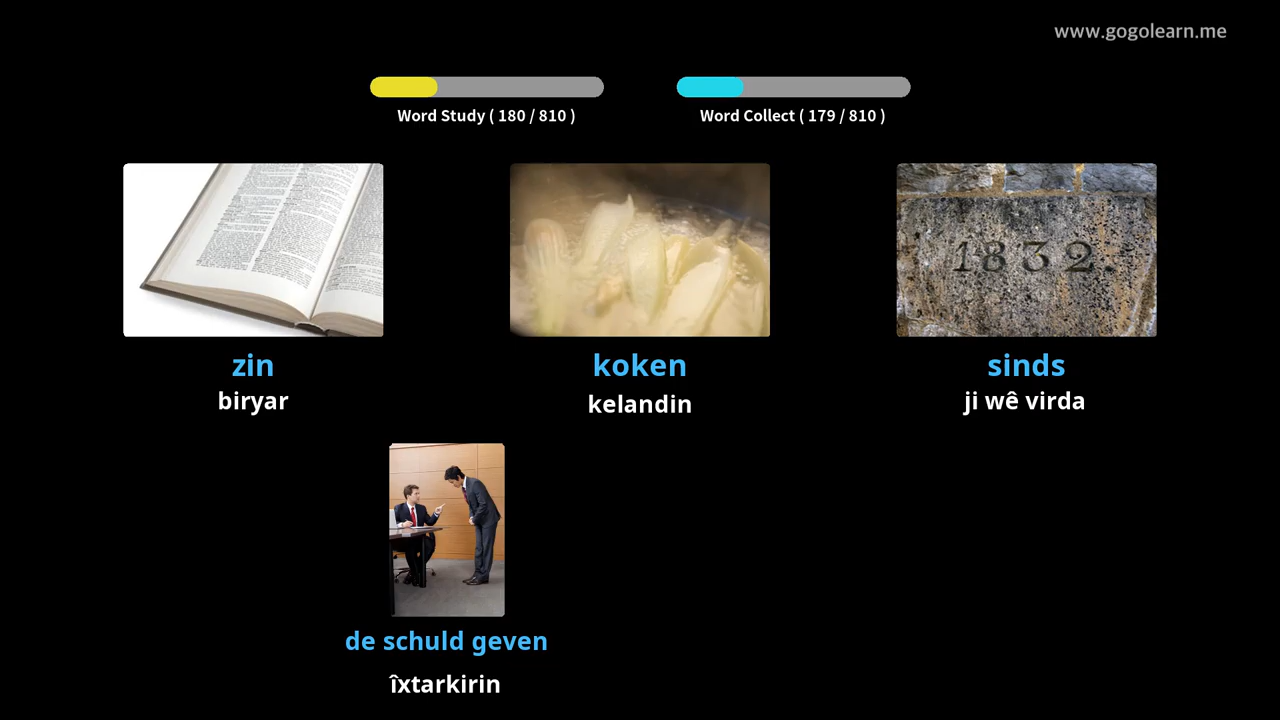 www.gogolearn.me
Word Study ( 180 / 810 )
Word Collect ( 179 / 810 )
1832.
zin
biryar
koken
kelandin
sinds
ji wê virda
de schuld geven
îxtarkirin